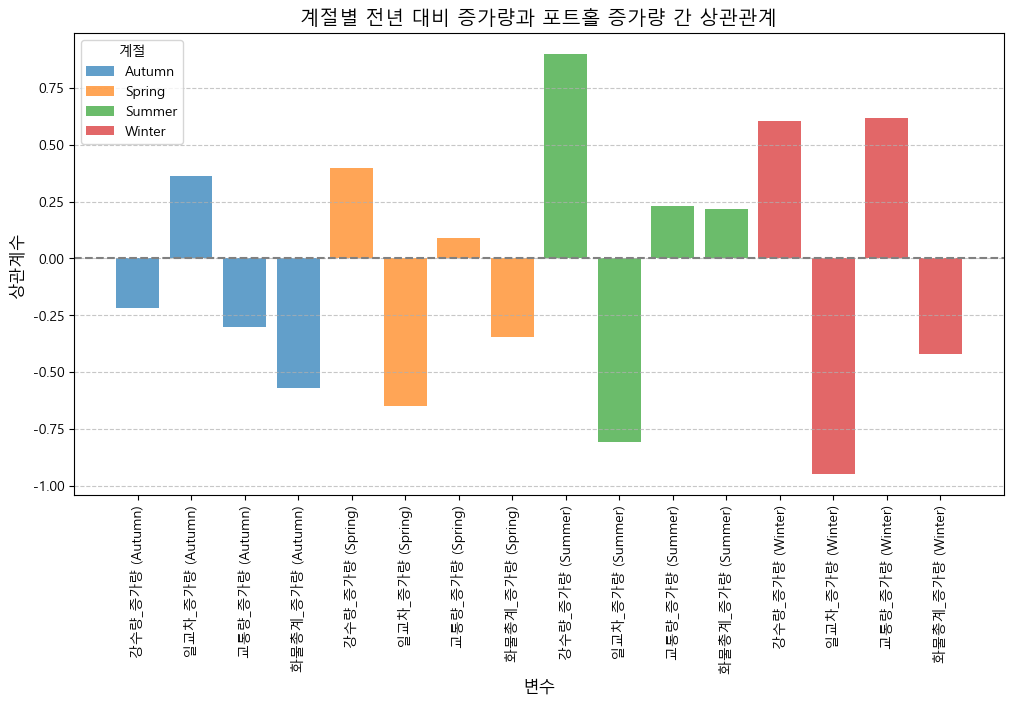 계절별 전년 대비 증가량과 포트홀 증가량 간 상관관계
계절
Autumn
Spring
Summer
Winter
상관계수
0.75
0.50
0.25
0.00
-0.25
-0.50
-0.75
-1.00
강수량_증가량 (Autumn)
일교차_증가량 (Autumn)
교통량_증가량 (Autumn)
화물총계_증가량 (Autumn)
강수량_증가량 (Spring)
일교차_증가량 (Spring)
교통량_증가량 (Spring)
화물총계_증가량 (Spring)
강수량_증가량 (Summer)
일교차_증가량 (Summer)
교통량_증가량 (Summer)
화물총계_증가량 (Summer)
강수량_증가량 (Winter)
일교차_증가량 (Winter)
교통량_증가량 (Winter)
화물총계_증가량 (Winter)
변수